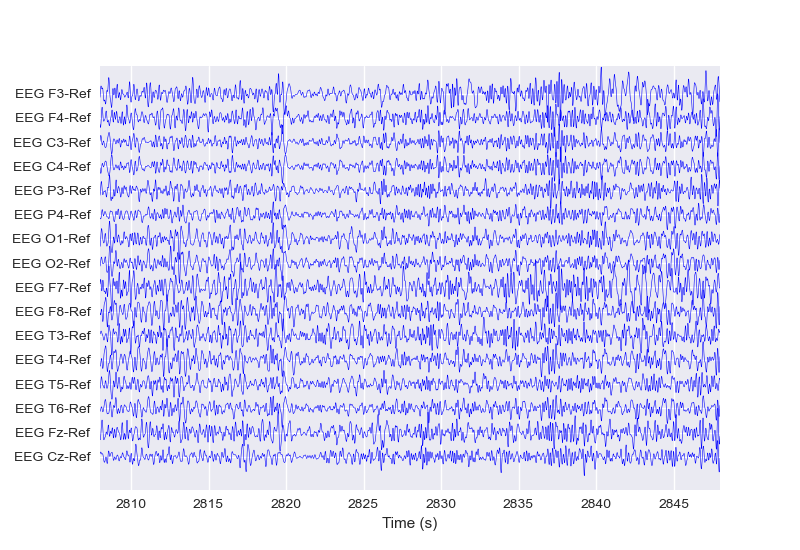 EEG F3-Ref
EEG F4-Ref
EEG C3-Ref
EEG C4-Ref
EEG P3-Ref
EEG P4-Ref
EEG O1-Ref
EEG O2-Ref
EEG F7-Ref
EEG F8-Ref
EEG T3-Ref
EEG T4-Ref
EEG T5-Ref
EEG T6-Ref
EEG Fz-Ref
EEG Cz-Ref
2810 2815 2820 2825 2830 2835 2840 2845
Time (s)